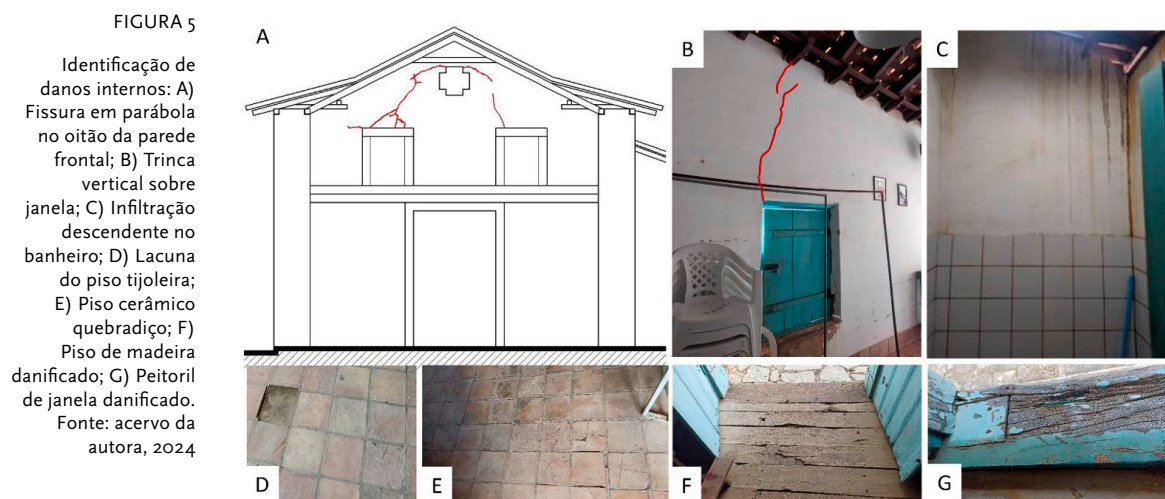 FIGURA 5
Identificação de
danos internos: A)
Fissura em parábola
no oitão da parede
frontal; B) Trinca
vertical sobre
janela; C) Infiltração
descendente no
banheiro; D) Lacuna
do piso tijoleira;
E) Piso cerâmico
quebradiço; F)
Piso de madeira
danificado; G) Peitoril
de janela danificado.
Fonte: acervo da
autora, 2024
A
B
C
D
E
F
G